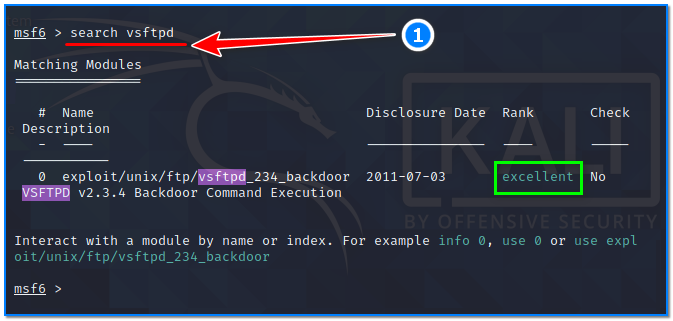 msf6 > search vsftpd
1
Matching Modules
================
# Name Disclosure Date Rank Check
Description
- ---- --------------- ---- -----
-----------
0 exploit/unix/ftp/vsftpd_234_backdoor 2011-07-03 excellent No
VSFTPD v2.3.4 Backdoor Command Execution
KALI
BY OFFENSIVE SECURITY
Interact with a module by name or index. For example info 0, use 0 or use expl
oit/unix/ftp/vsftpd_234_backdoor
msf6 >